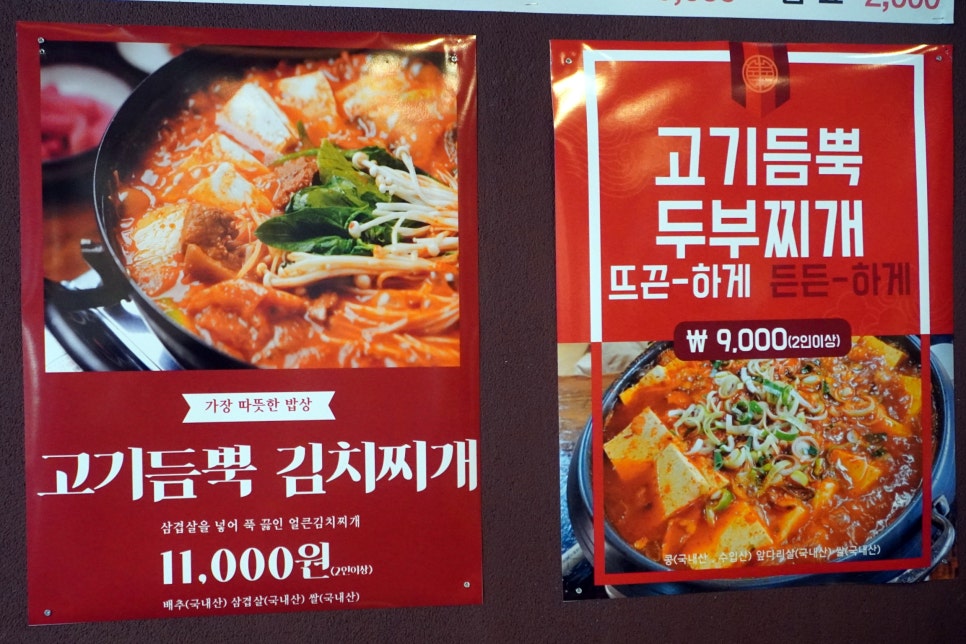 2,000
가장 따뜻한 밥상
고기듬뿍 김치찌개
삼겹살을 넣어 푹 끓인 얼큰김치찌개
11,000원(2인이상)
배추(국내산) 삼겹살(국내산) 쌀(국내산)
고기듬뿍
두부찌개
뜨끈-하게 든든-하게
₩ 9,000(2인이상)
콩(국내산 . 수입산) 앞다리살(국내산) 쌀(국내산)